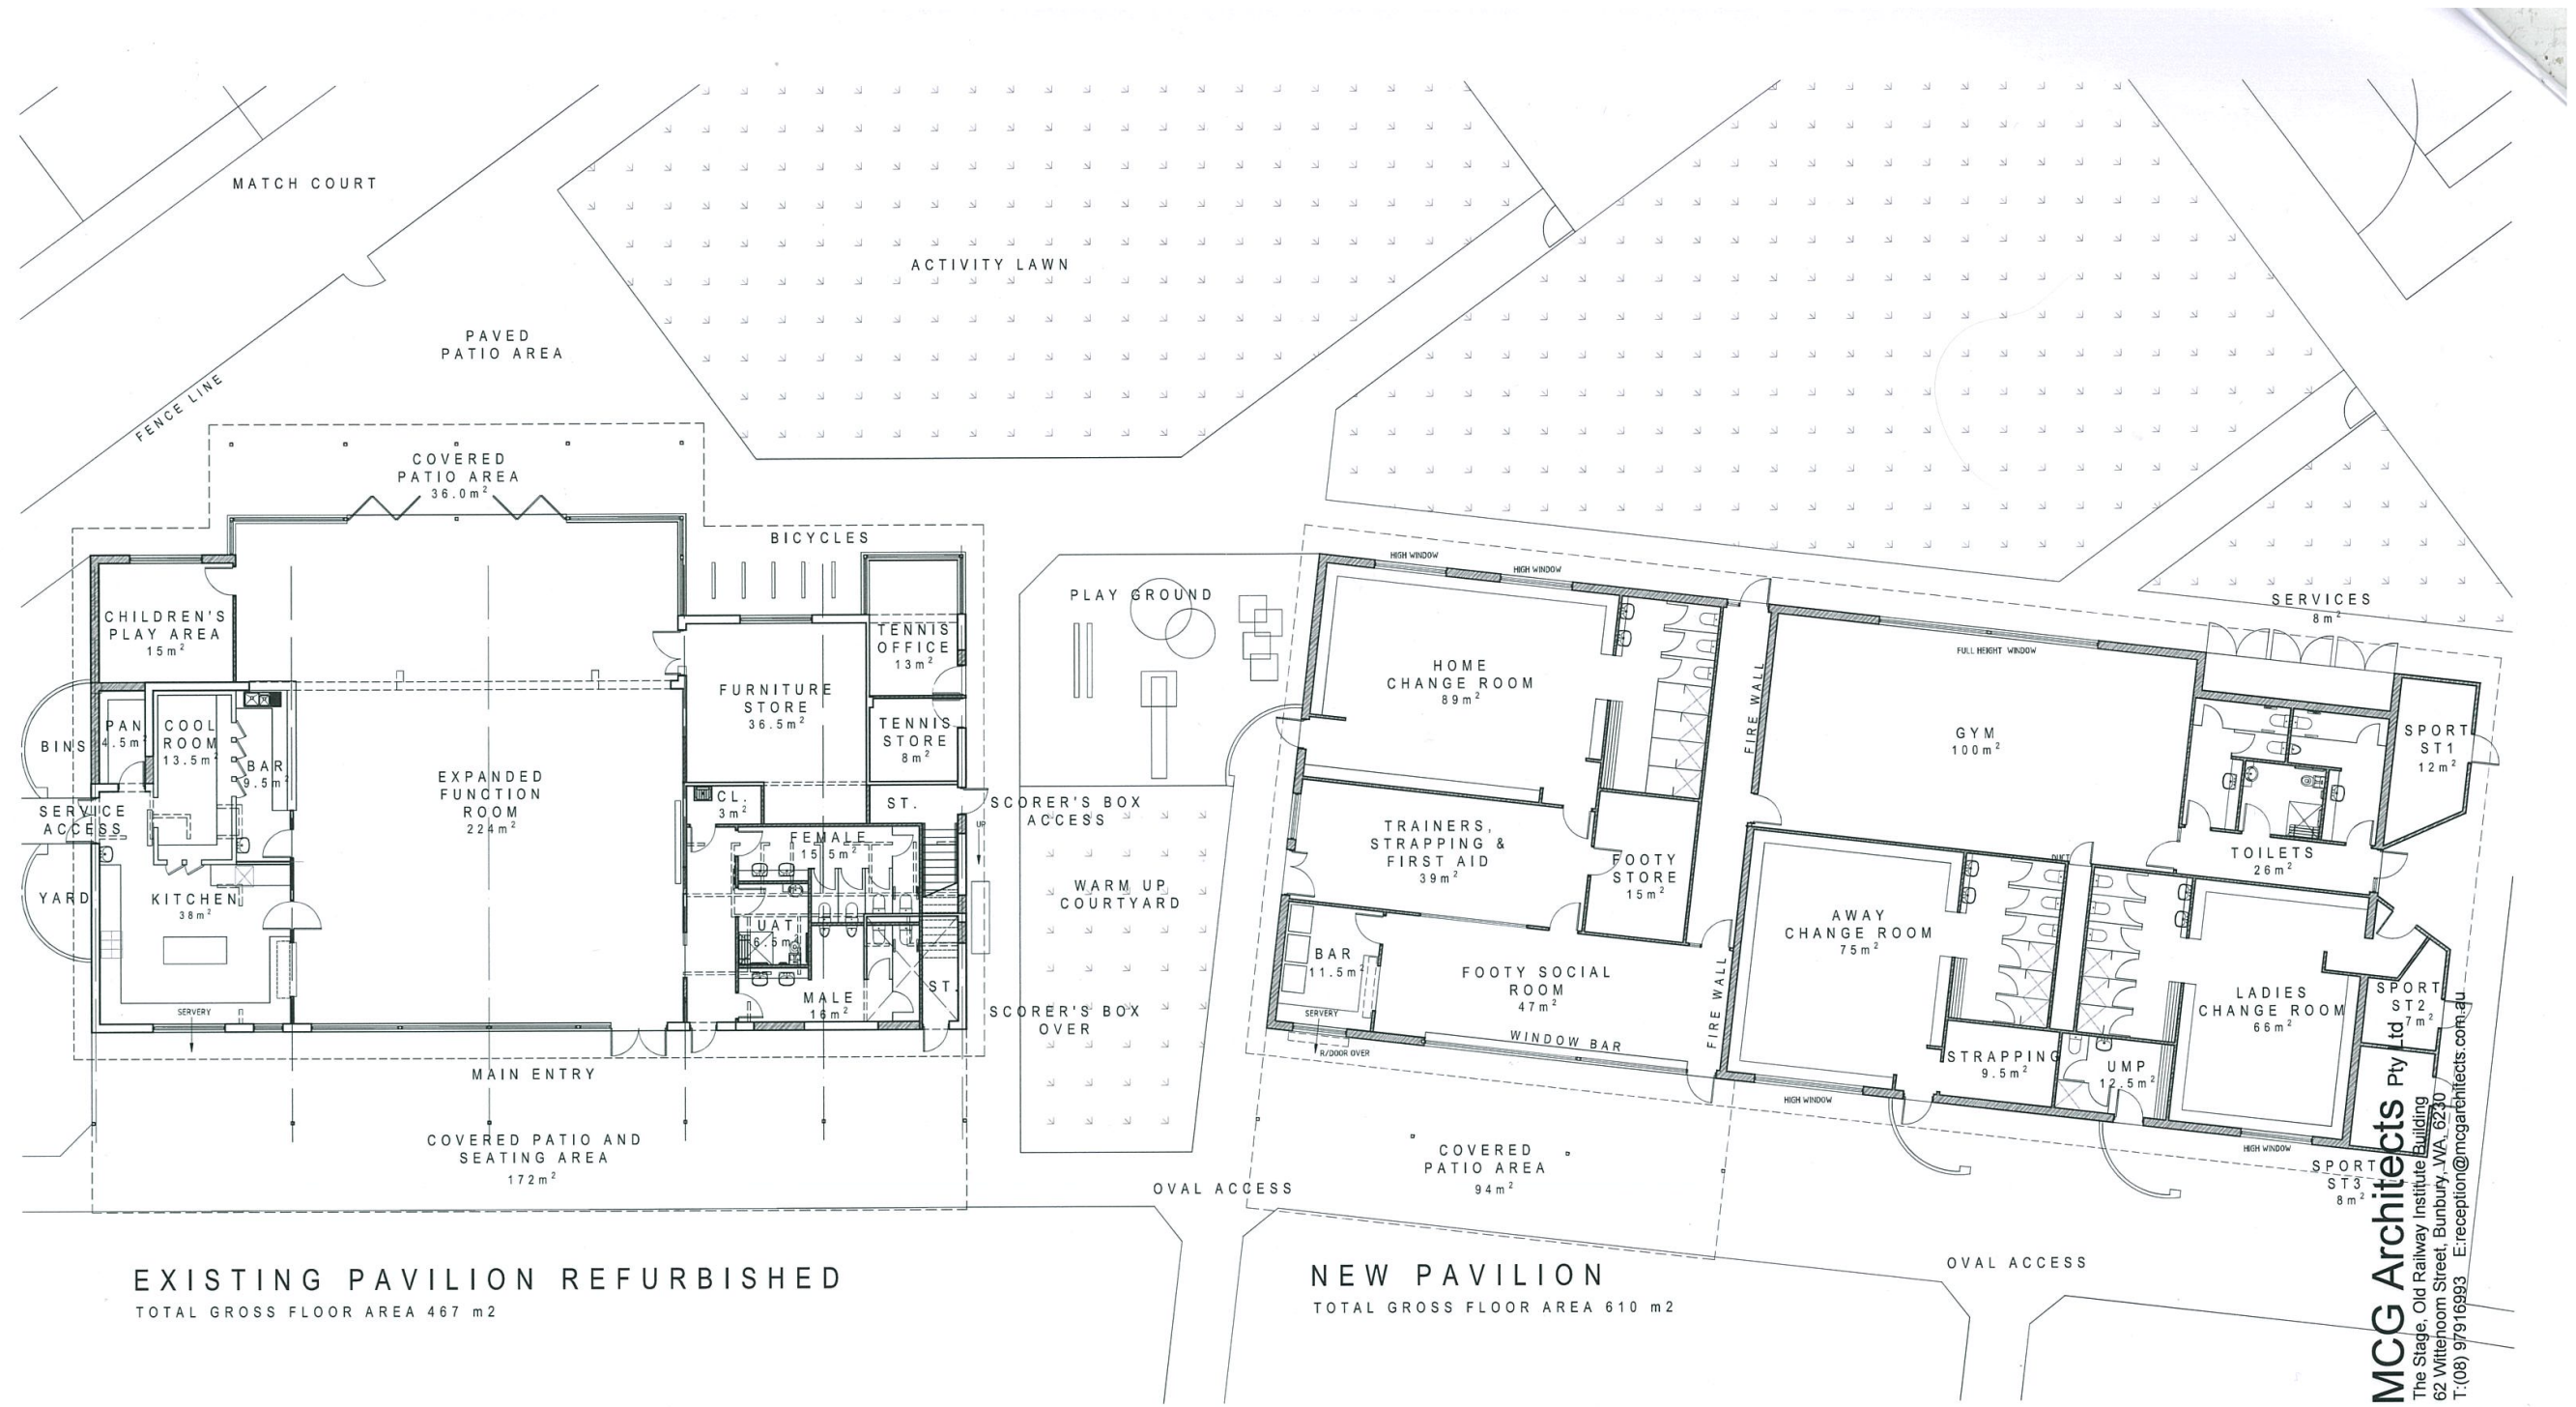 MATCH COURT
ACTIVITY LAWN
PAVED
PATIO AREA
FENCE LINE
COVERED
PATIO AREA
36.0m²
BICYCLES
CHILDREN'S
PLAY AREA
15m²
TENNIS
OFFICE
13m²
FURNITURE
STORE
36.5m²
TENNIS
STORE
8m²
PAN
4.5m²
COOL
ROOM
13.5m²
BINS
BAR
9.5m²
EXPANDED
FUNCTION
ROOM
224m²
SERVICE
ACCESS
CL.
3m²
ST.
FEMALE
15.5m²
UP
YARD
KITCHEN
38m²
UAT
6.5m²
MALE
16m²
ST.
SERVERY
MAIN ENTRY
COVERED PATIO AND
SEATING AREA
172m²
PLAY GROUND
SCORER'S BOX
ACCESS
WARM UP
COURTYARD
SCORER'S BOX
OVER
OVAL ACCESS
HIGH WINDOW
HIGH WINDOW
HOME
CHANGE ROOM
89m²
FIRE WALL
FULL HEIGHT WINDOW
GYM
100m²
SERVICES
8m²
SPORT
ST1
12m²
TRAINERS,
STRAPPING &
FIRST AID
39m²
FOOTY
STORE
15m²
DUCT
TOILETS
26m²
BAR
11.5m²
FOOTY SOCIAL
ROOM
47m²
SERVERY
R/DOOR OVER
WINDOW BAR
FIRE WALL
AWAY
CHANGE ROOM
75m²
STRAPPING
9.5m²
UMP
12.5m²
LADIES
CHANGE ROOM
66m²
SPORT
ST2
7m²
HIGH WINDOW
HIGH WINDOW
SPORT
ST3
8m²
COVERED
PATIO AREA
94m²
OVAL ACCESS
EXISTING PAVILION REFURBISHED
TOTAL GROSS FLOOR AREA 467 m2
NEW PAVILION
TOTAL GROSS FLOOR AREA 610 m2
MCG Architects Pty Ltd
The Stage, Old Railway Institute Building
62 Wittenoom Street, Bunbury, WA, 6230
T:(08) 97916993 E:reception@mcgarchitects.com.au